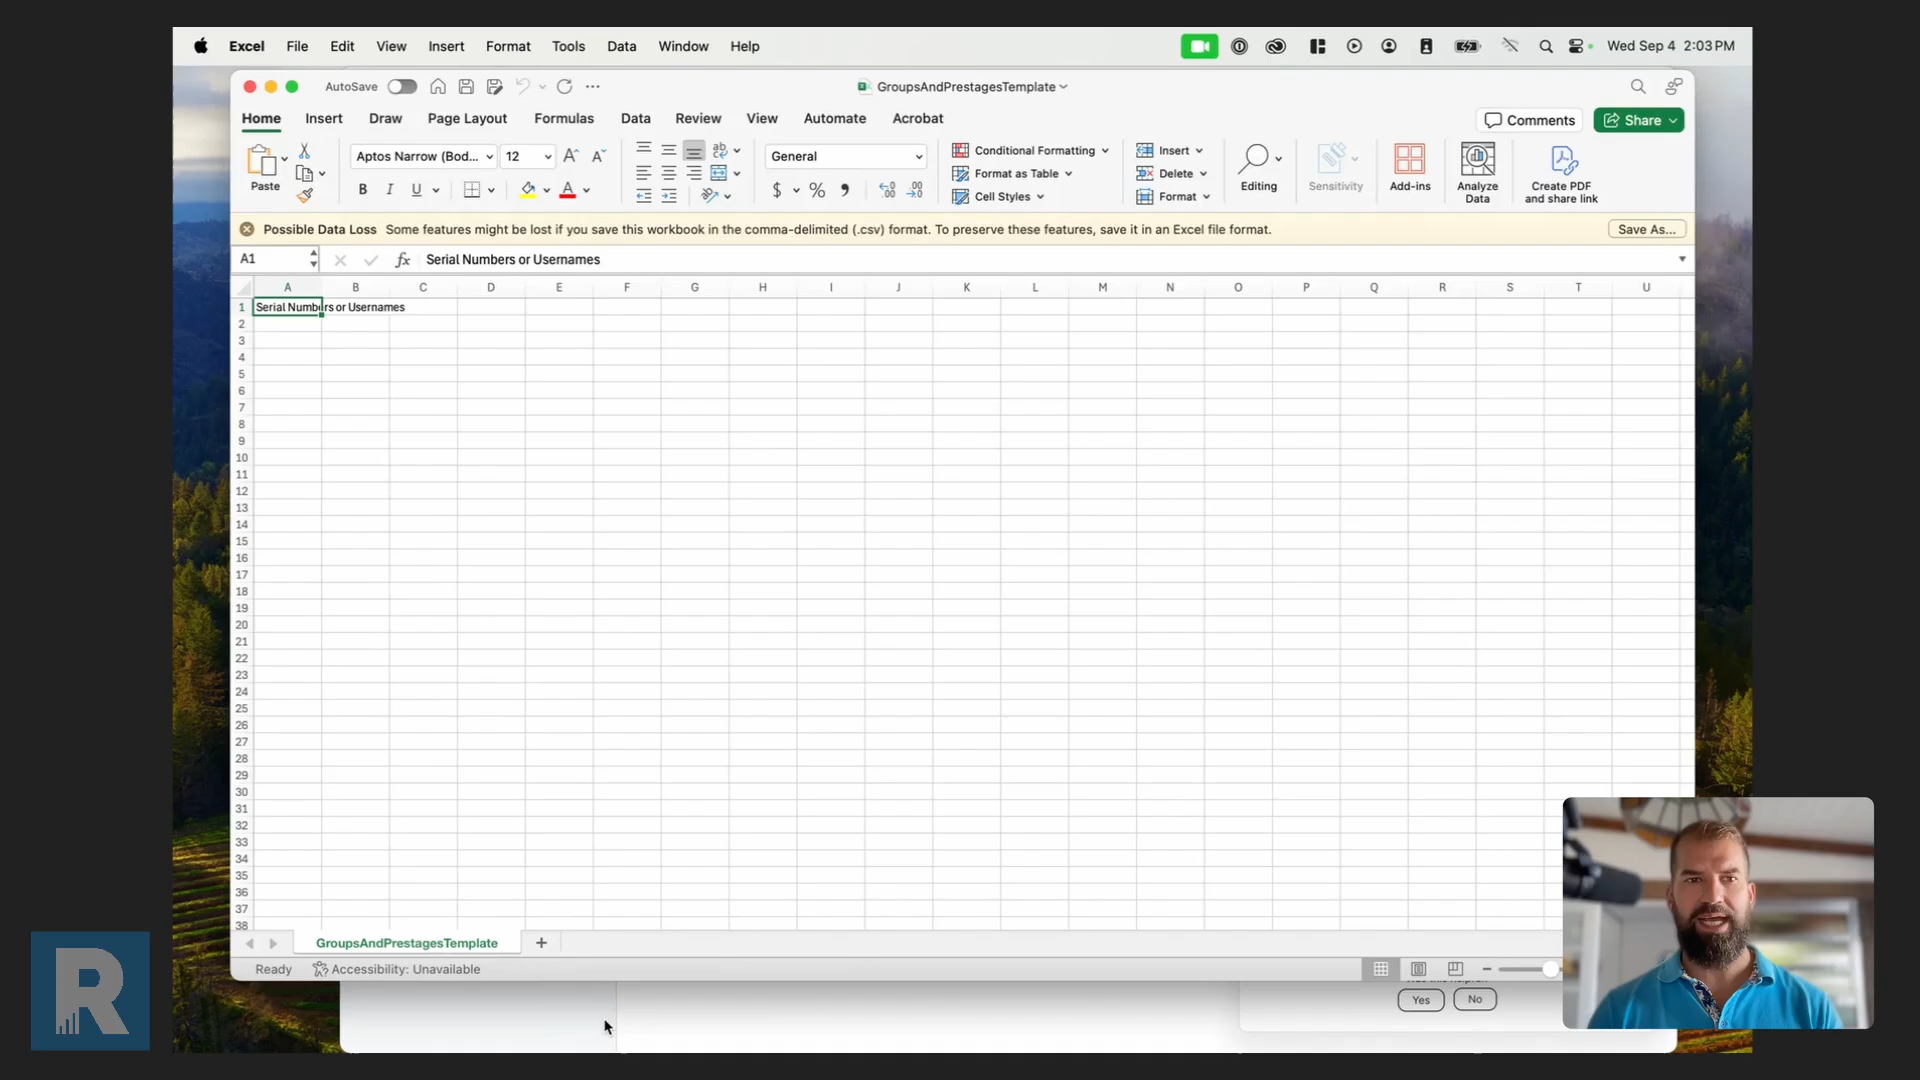 Excel File Edit View Insert Format Tools Data Window Help Wed Sep 4 2:03 PM
AutoSave GroupsAndPrestagesTemplate
Home Insert Draw Page Layout Formulas Data Review View Automate Acrobat Comments Share
Paste
Aptos Narrow (Bod... 12
B I U
General
$ % 9
Conditional Formatting
Format as Table
Cell Styles
Insert
Delete
Format
Editing
Sensitivity
Add-ins
Analyze
Data
Create PDF
and share link
Possible Data Loss Some features might be lost if you save this workbook in the comma-delimited (.csv) format. To preserve these features, save it in an Excel file format. Save As...
A1 fx Serial Numbers or Usernames
A B C D E F G H I J K L M N O P Q R S T U
1 Serial Numbers or Usernames
2
3
4
5
6
7
8
9
10
11
12
13
14
15
16
17
18
19
20
21
22
23
24
25
26
27
28
29
30
31
32
33
34
35
36
37
38
GroupsAndPrestagesTemplate +
Ready Accessibility: Unavailable
Yes No
R